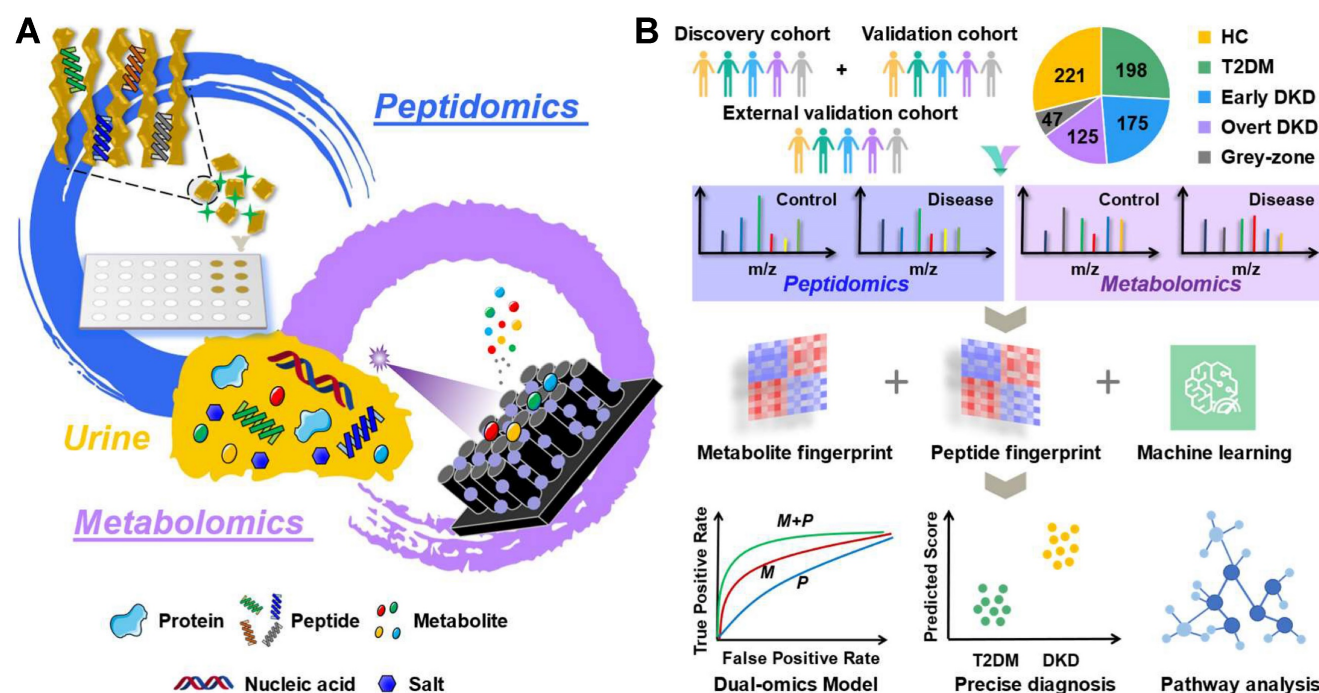 A
Peptidomics
Urine
Metabolomics
Protein
Peptide
Metabolite
Nucleic acid
Salt
B
Discovery cohort
+
Validation cohort
External validation cohort
221
198
47
125
175
HC
T2DM
Early DKD
Overt DKD
Grey-zone
Control
Disease
m/z
m/z
Peptidomics
Control
Disease
m/z
m/z
Metabolomics
+
+
Metabolite fingerprint
Peptide fingerprint
Machine learning
True Positive Rate
M+P
M
P
False Positive Rate
Dual-omics Model
Predicted Score
T2DM
DKD
Precise diagnosis
Pathway analysis